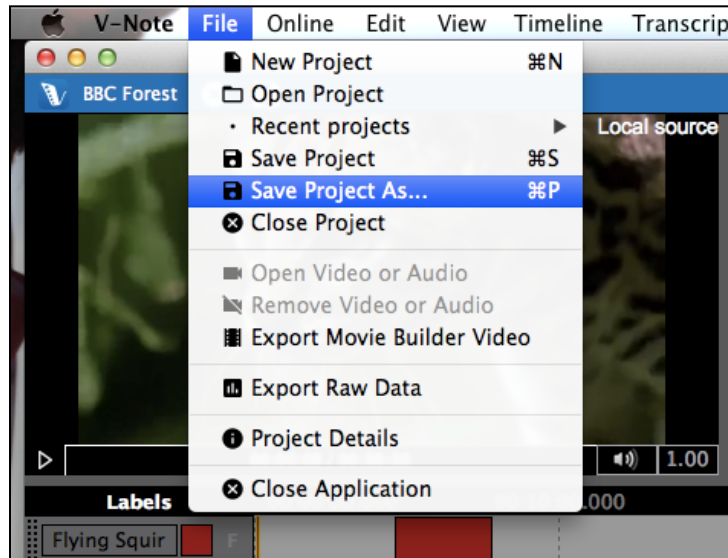 V-Note File Online Edit View Timeline Transcrip
BBC Forest
New Project ⌘N
Open Project
Recent projects ▶
Local source
Save Project ⌘S
Save Project As... ⌘P
Close Project
Open Video or Audio
Remove Video or Audio
Export Movie Builder Video
Export Raw Data
Project Details
1.00
Close Application
Labels
.000
Flying Squir F